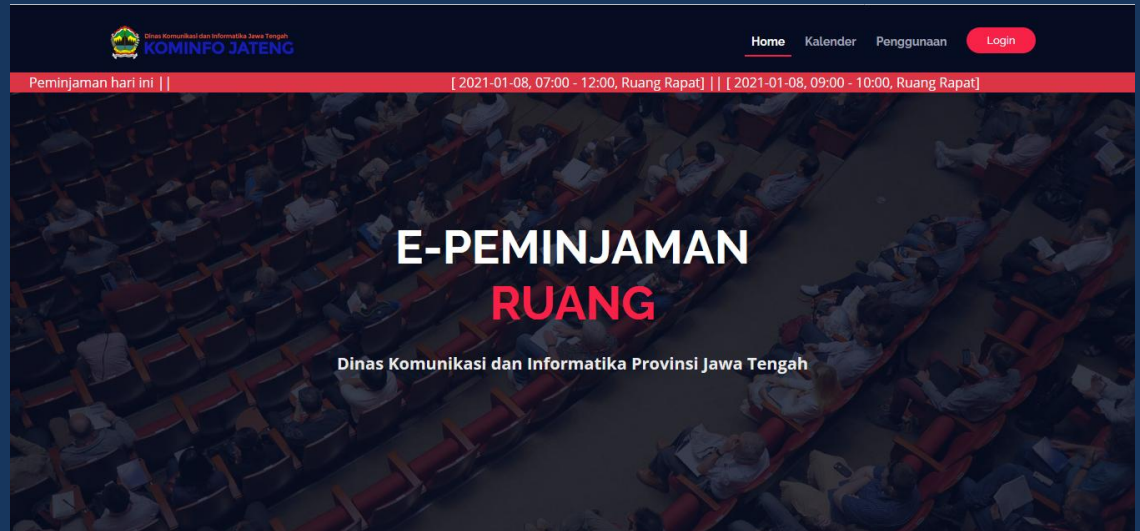 Dinas Komunikasi dan Informatika Jawa Tengah
KOMINFO JATENG
Home Kalender Penggunaan Login
Peminjaman hari ini || [ 2021-01-08, 07:00 - 12:00, Ruang Rapat] || [ 2021-01-08, 09:00 - 10:00, Ruang Rapat]
E-PEMINJAMAN
RUANG
Dinas Komunikasi dan Informatika Provinsi Jawa Tengah